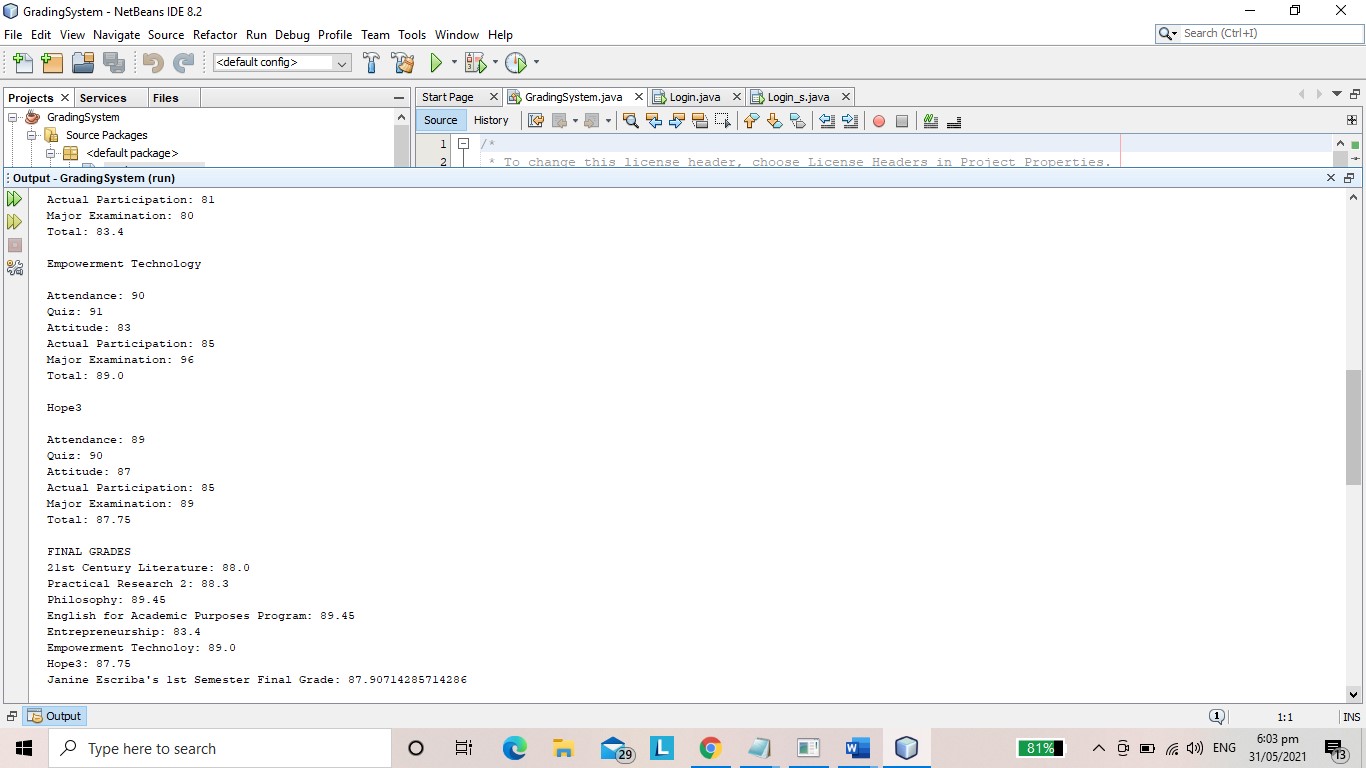 GradingSystem - NetBeans IDE 8.2
File Edit View Navigate Source Refactor Run Debug Profile Team Tools Window Help
Search (Ctrl+I)
<default config>
Projects Services Files
Start Page GradingSystem.java Login.java Login_s.java
GradingSystem
Source History
Source Packages
1 /*
<default package>
2 * To change this license header, choose License Headers in Project Properties.
Output - GradingSystem (run)
Actual Participation: 81
Major Examination: 80
Total: 83.4
Empowerment Technology
Attendance: 90
Quiz: 91
Attitude: 83
Actual Participation: 85
Major Examination: 96
Total: 89.0
Hope3
Attendance: 89
Quiz: 90
Attitude: 87
Actual Participation: 85
Major Examination: 89
Total: 87.75
FINAL GRADES
21st Century Literature: 88.0
Practical Research 2: 88.3
Philosophy: 89.45
English for Academic Purposes Program: 89.45
Entrepreneurship: 83.4
Empowerment Technoloy: 89.0
Hope3: 87.75
Janine Escriba's 1st Semester Final Grade: 87.90714285714286
Output
1 1:1 INS
Type here to search
29
L
81%
ENG
6:03 pm
31/05/2021
13